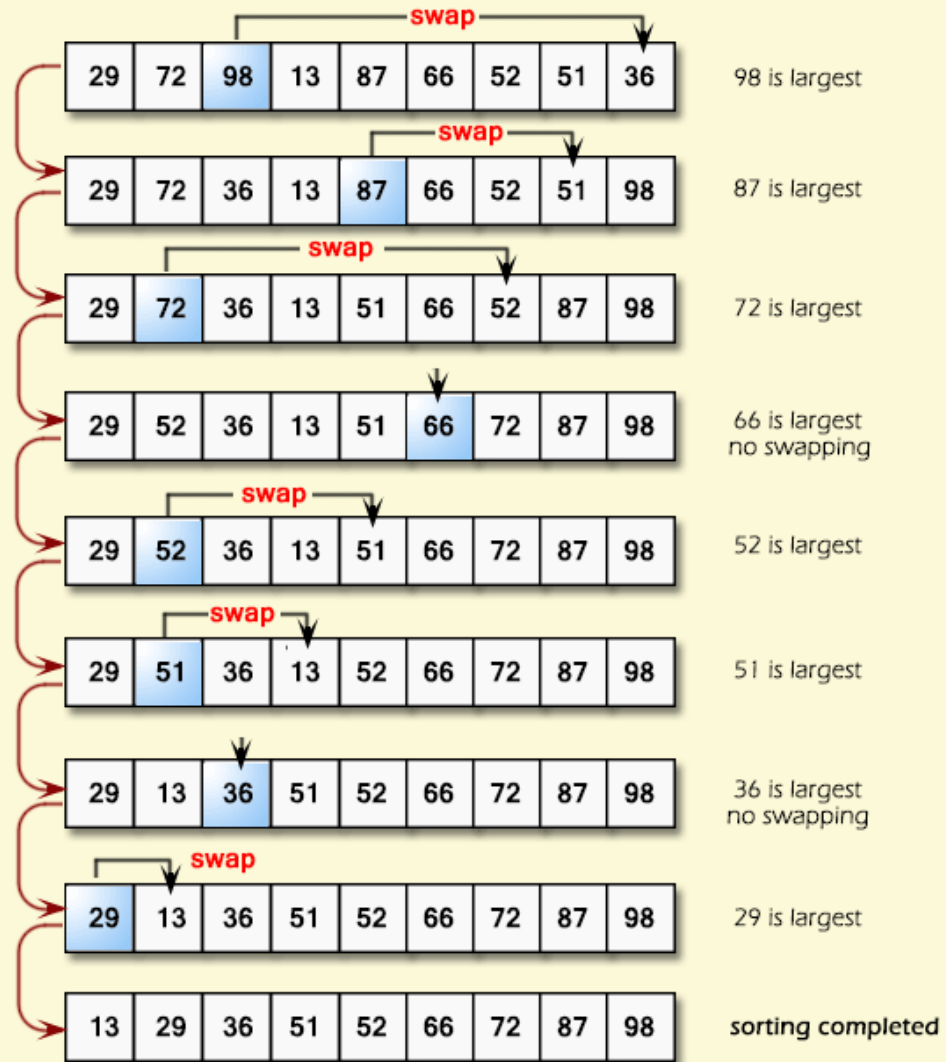 swap
29 72 98 13 87 66 52 51 36 98 is largest
swap
29 72 36 13 87 66 52 51 98 87 is largest
swap
29 72 36 13 51 66 52 87 98 72 is largest
29 52 36 13 51 66 72 87 98 66 is largest
no swapping
swap
29 52 36 13 51 66 72 87 98 52 is largest
swap
29 51 36 13 52 66 72 87 98 51 is largest
29 13 36 51 52 66 72 87 98 36 is largest
no swapping
swap
29 13 36 51 52 66 72 87 98 29 is largest
13 29 36 51 52 66 72 87 98 sorting completed